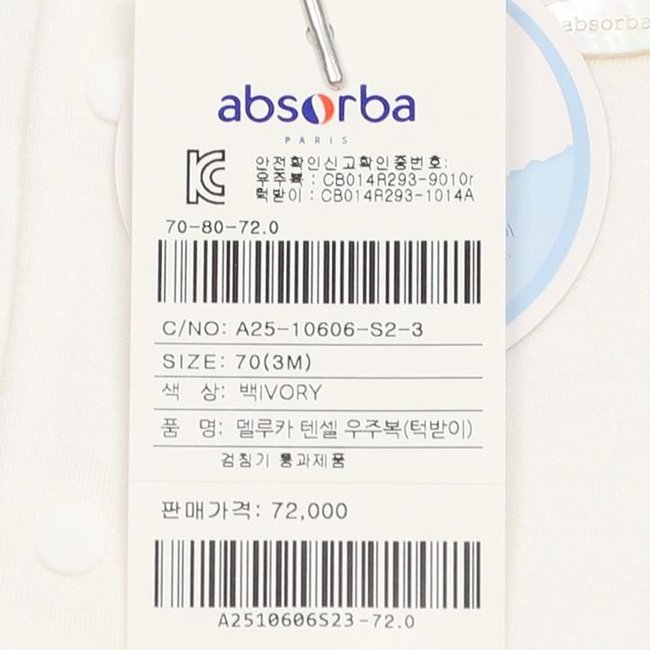 absorba
absorba
PARIS
안전확인신고확인증번호:
우주복 : CB014R293-9010r
턱받이 : CB014R293-1014A
70-80-72.0
C/NO: A25-10606-S2-3
SIZE: 70(3M)
색 상: 백IVORY
품 명: 델루카 텐셀 우주복(턱받이)
검침기 통과제품
판매가격: 72,000
A2510606S23-72.0